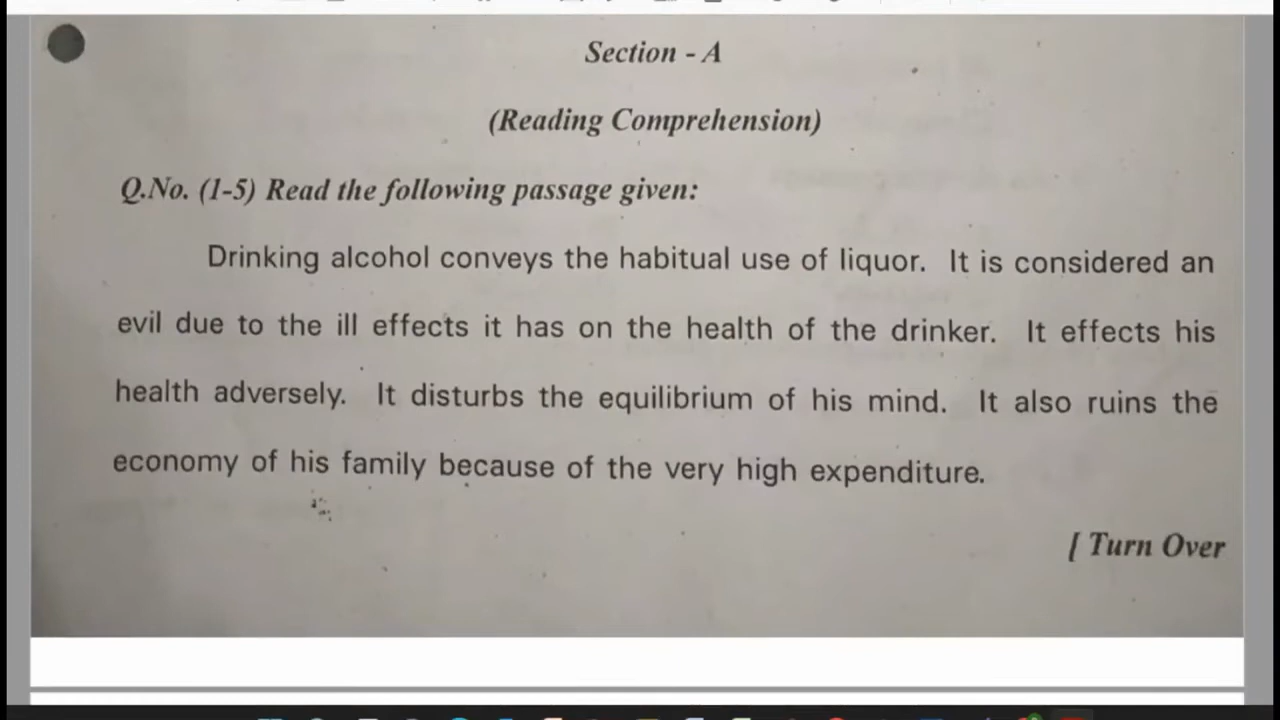 Section - A
(Reading Comprehension)
Q.No. (1-5) Read the following passage given:
Drinking alcohol conveys the habitual use of liquor. It is considered an
evil due to the ill effects it has on the health of the drinker. It effects his
health adversely. It disturbs the equilibrium of his mind. It also ruins the
economy of his family because of the very high expenditure.
[ Turn Over